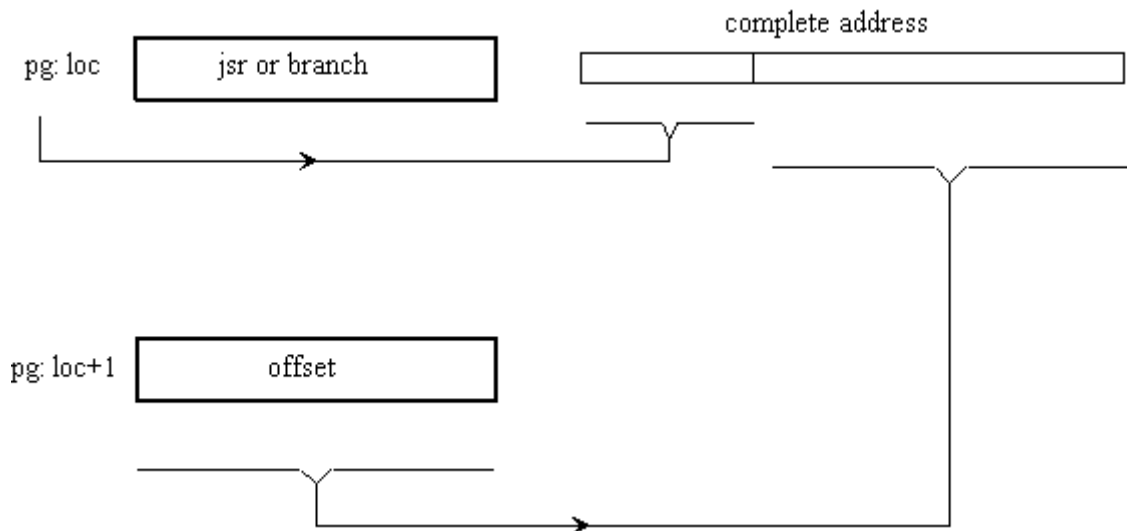 complete address
pg: loc
jsr or branch
pg: loc+1
offset